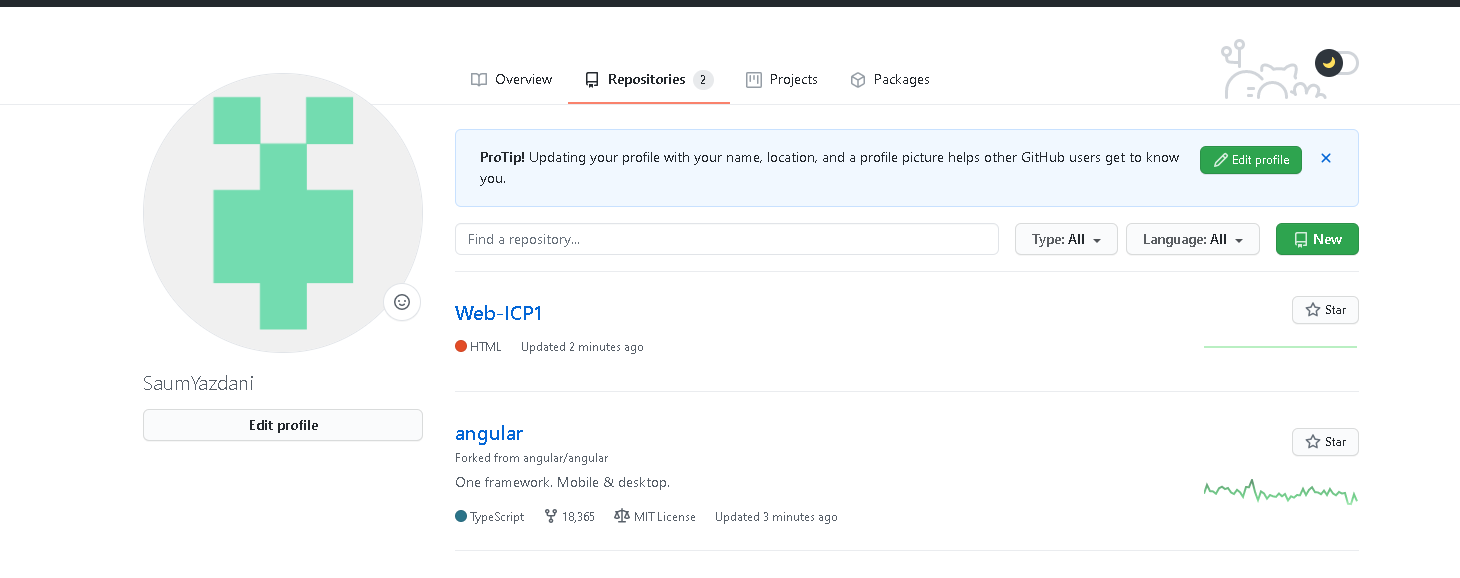 Overview Repositories 2 Projects Packages
ProTip! Updating your profile with your name, location, and a profile picture helps other GitHub users get to know
you.
Edit profile
Find a repository...
Type: All
Language: All
New
Web-ICP1
Star
HTML Updated 2 minutes ago
SaumYazdani
Edit profile
angular
Star
Forked from angular/angular
One framework. Mobile & desktop.
TypeScript 18,365 MIT License Updated 3 minutes ago